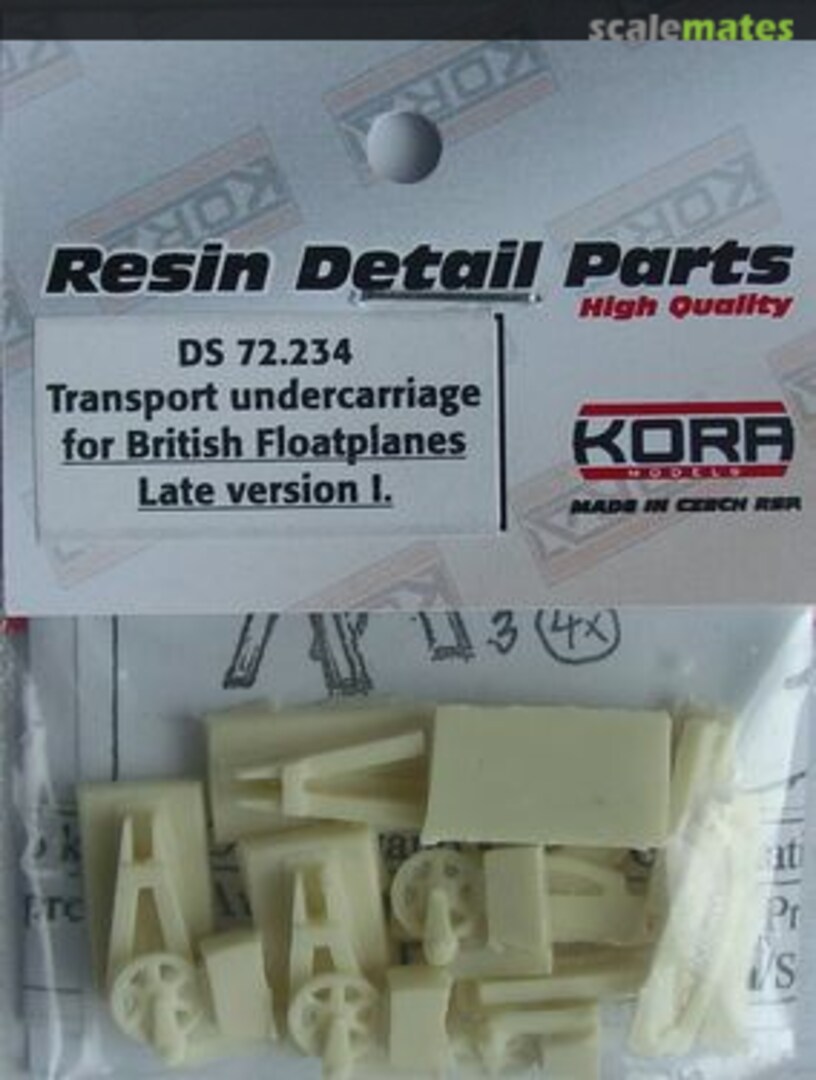 scalemates
Resin Detail Parts
High Quality
DS 72.234
Transport undercarriage
for British Floatplanes
Late version I.
KORA
MODELS
MADE IN CZECH REP.
3 4x